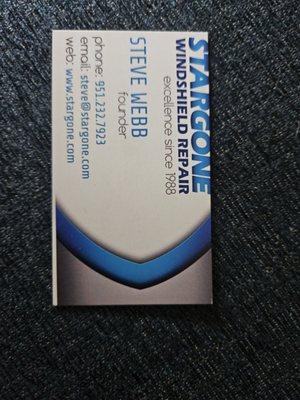 STARGONE
WINDSHIELD REPAIR
excellence since 1988
STEVE WEBB
founder
phone: 951.232.7923
email: steve@stargone.com
web: www.stargone.com